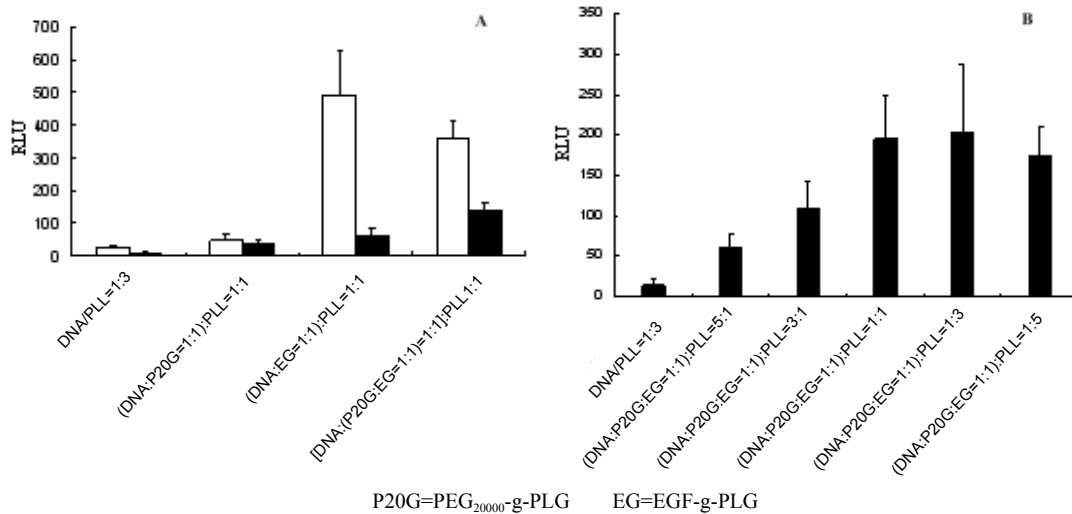 A
700
600
500
400
300
200
100
0
RLU
DNA/PLL=1:3
(DNA:P20G=1:1):PLL=1:1
(DNA:EG=1:1):PLL=1:1
[DNA:(P20G:EG=1:1)=1:1]:PLL1:1
B
350
300
250
200
150
100
50
0
RLU
DNA/PLL=1:3
(DNA:P20G:EG=1:1):PLL=5:1
(DNA:P20G:EG=1:1):PLL=3:1
(DNA:P20G:EG=1:1):PLL=1:1
(DNA:P20G:EG=1:1):PLL=1:3
(DNA:P20G:EG=1:1):PLL=1:5
P20G=PEG20000-g-PLG EG=EGF-g-PLG